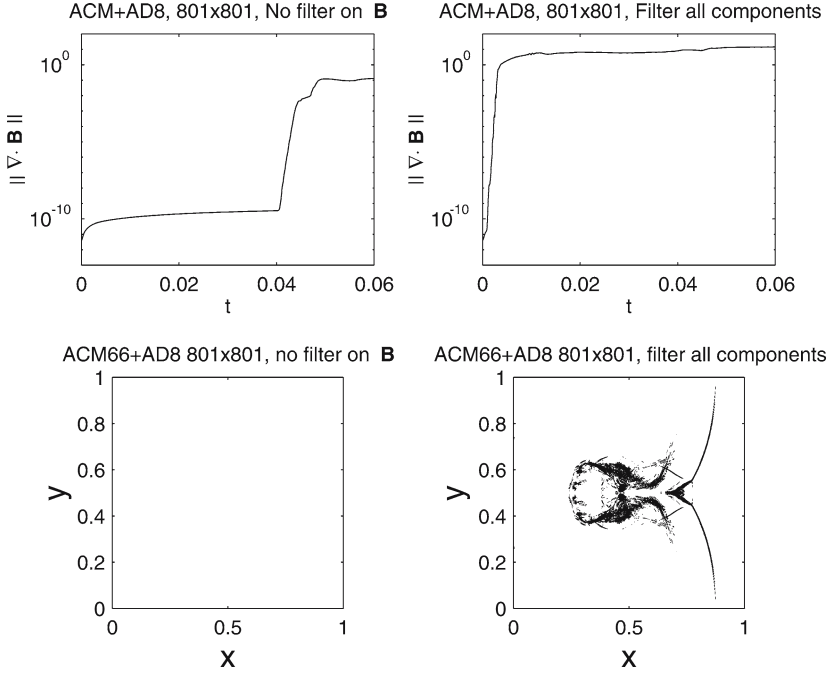 ACM+AD8, 801x801, No filter on B
10^0
10^-10
|| ∇· B ||
0 0.02 0.04 0.06
t
ACM+AD8, 801x801, Filter all components
10^0
10^-10
|| ∇· B ||
0 0.02 0.04 0.06
t
ACM66+AD8 801x801, no filter on B
1
0.8
0.6
0.4
0.2
0
y
0 0.5 1
x
ACM66+AD8 801x801, filter all components
1
0.8
0.6
0.4
0.2
0
y
0 0.5 1
x